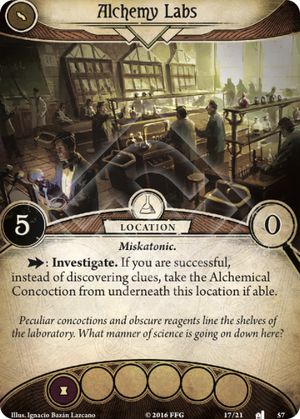 Alchemy Labs
5
LOCATION
0
Miskatonic.
: Investigate. If you are successful,
instead of discovering clues, take the Alchemical
Concoction from underneath this location if able.
Peculiar concoctions and obscure reagents line the shelves of
the laboratory. What manner of science is going on down here?
Illus. Ignacio Bazán Lazcano
© 2016 FFG
17/21
57